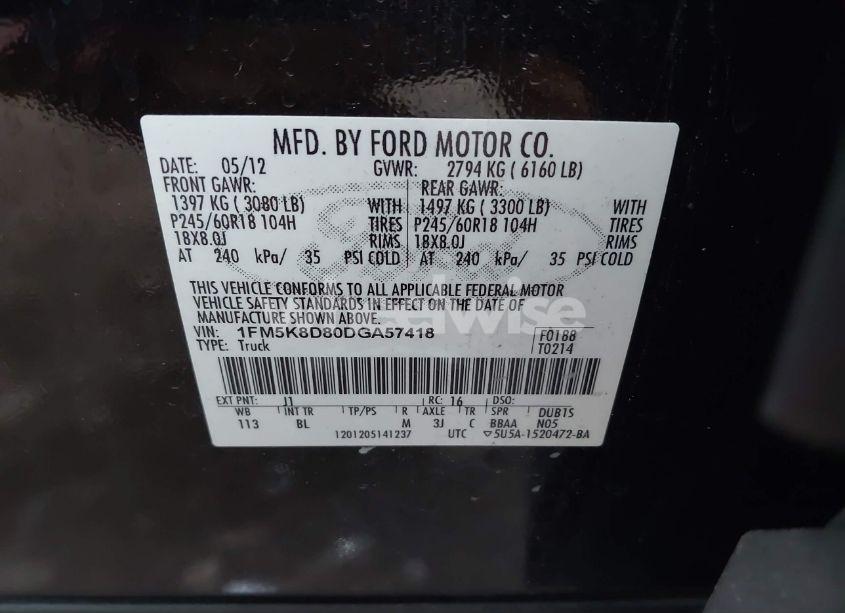 MFD. BY FORD MOTOR CO.
DATE: 05/12 GVWR: 2794 KG ( 6160 LB)
FRONT GAWR: REAR GAWR:
1397 KG ( 3080 LB) WITH 1497 KG ( 3300 LB) WITH
P245/60R18 104H TIRES P245/60R18 104H TIRES
18X8.0J RIMS 18X8.0J RIMS
AT 240 kPa/ 35 PSI COLD AT 240 kPa/ 35 PSI COLD
THIS VEHICLE CONFORMS TO ALL APPLICABLE FEDERAL MOTOR
VEHICLE SAFETY STANDARDS IN EFFECT ON THE DATE OF
MANUFACTURE SHOWN ABOVE.
VIN: 1FM5K8D80DGA57418 F0188
TYPE: Truck T0214
EXT PNT: J1 RC: 16 DSO:
WB INT TR TP/PS R AXLE TR SPR DUBTS
113 BL M 3J C BBAA N05
1201205141237 UTC ▽5U5A-1520472-BA